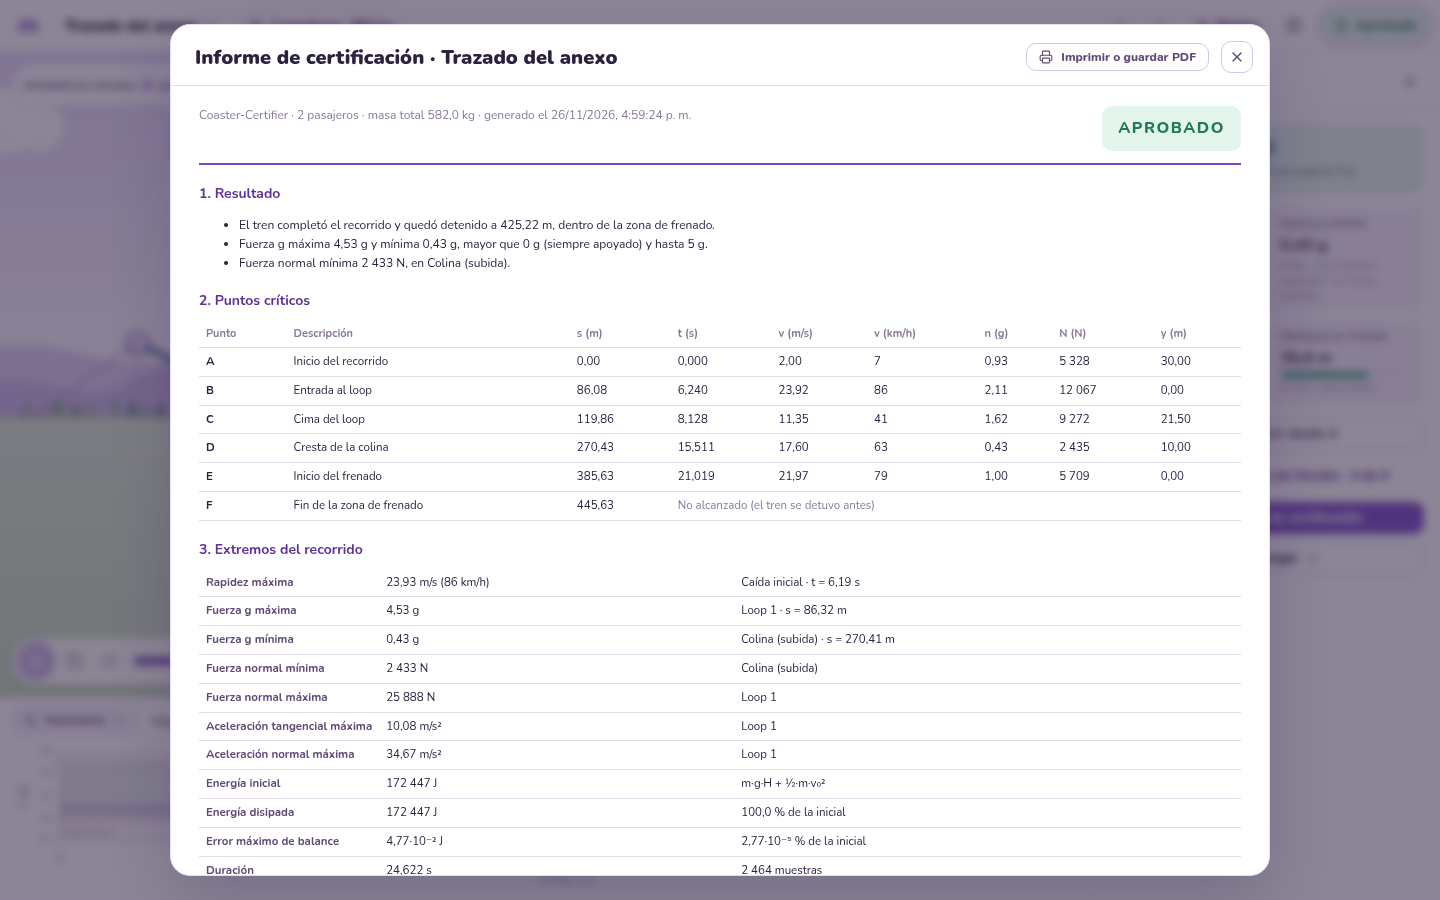 Informe de certificación · Trazado del anexo
Imprimir o guardar PDF
Coaster-Certifier · 2 pasajeros · masa total 582,0 kg · generado el 26/11/2026, 4:59:24 p. m.
APROBADO
1. Resultado
• El tren completó el recorrido y quedó detenido a 425,22 m, dentro de la zona de frenado.
• Fuerza g máxima 4,53 g y mínima 0,43 g, mayor que 0 g (siempre apoyado) y hasta 5 g.
• Fuerza normal mínima 2 433 N, en Colina (subida).
2. Puntos críticos
Punto Descripción s (m) t (s) v (m/s) v (km/h) n (g) N (N) y (m)
A Inicio del recorrido 0,00 0,000 2,00 7 0,93 5 328 30,00
B Entrada al loop 86,08 6,240 23,92 86 2,11 12 067 0,00
C Cima del loop 119,86 8,128 11,35 41 1,62 9 272 21,50
D Cresta de la colina 270,43 15,511 17,60 63 0,43 2 435 10,00
E Inicio del frenado 385,63 21,019 21,97 79 1,00 5 709 0,00
F Fin de la zona de frenado 445,63 No alcanzado (el tren se detuvo antes)
3. Extremos del recorrido
Rapidez máxima 23,93 m/s (86 km/h) Caída inicial · t = 6,19 s
Fuerza g máxima 4,53 g Loop 1 · s = 86,32 m
Fuerza g mínima 0,43 g Colina (subida) · s = 270,41 m
Fuerza normal mínima 2 433 N Colina (subida)
Fuerza normal máxima 25 888 N Loop 1
Aceleración tangencial máxima 10,08 m/s² Loop 1
Aceleración normal máxima 34,67 m/s² Loop 1
Energía inicial 172 447 J m·g·H + ½·m·v₀²
Energía disipada 172 447 J 100,0 % de la inicial
Error máximo de balance 4,77·10⁻² J 2,77·10⁻⁵ % de la inicial
Duración 24,622 s 2 464 muestras